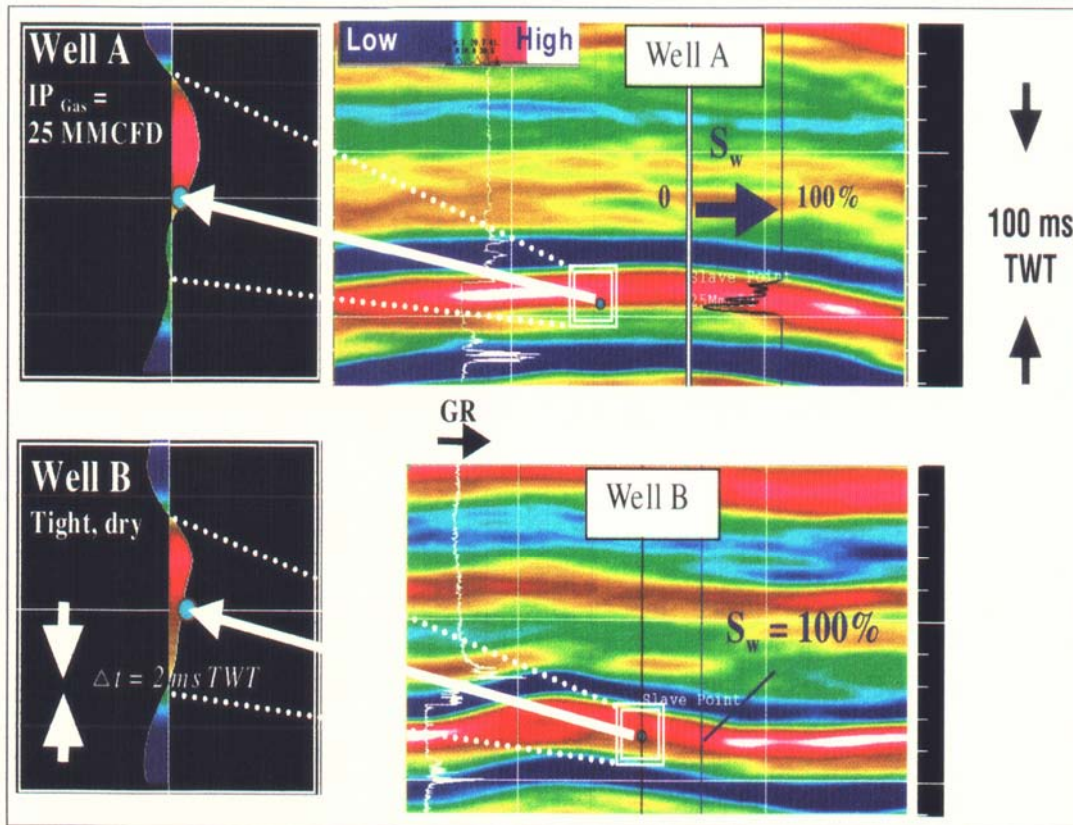 Well A
IP Gas =
25 MMCFD
Low
High
Well A
Sw
0
100%
Slave Point
100 ms
TWT
GR
Well B
Tight, dry
Δt = 2 ms TWT
Well B
Sw = 100%
Slave Point